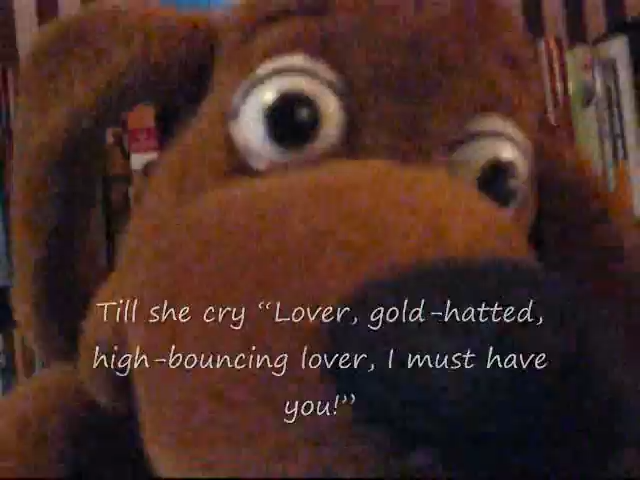 Till she cry “Lover, gold-hatted,
high-bouncing lover, I must have
you!”